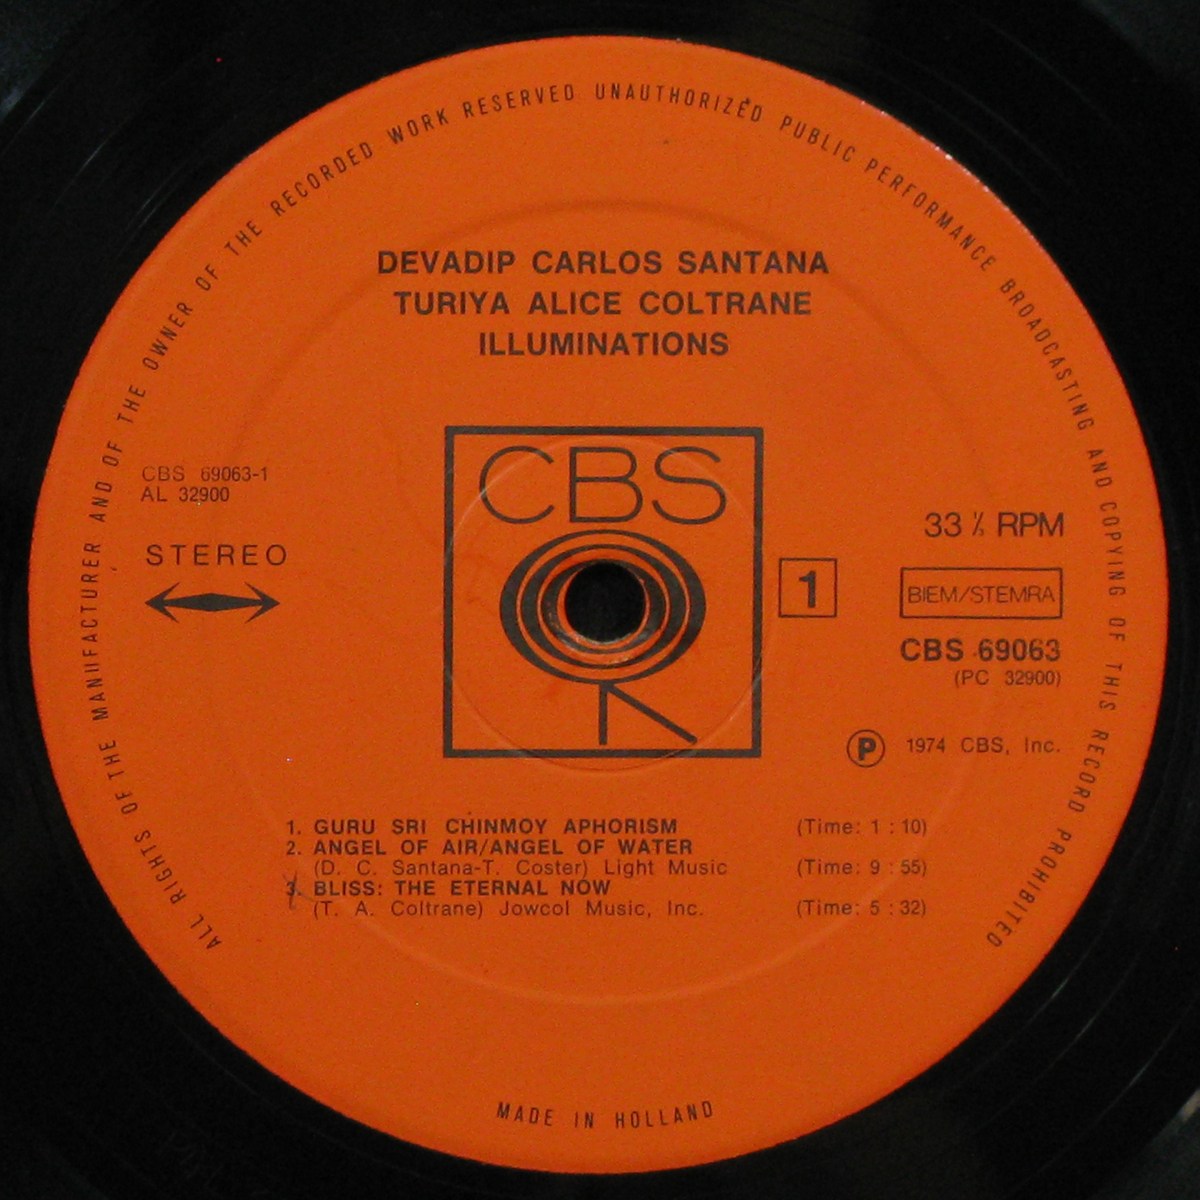 ALL RIGHTS OF THE MANUFACTURER AND OF THE OWNER OF THE RECORDED WORK RESERVED UNAUTHORIZED PUBLIC PERFORMANCE BROADCASTING AND COPYING OF THIS RECORD PROHIBITED
DEVADIP CARLOS SANTANA
TURIYA ALICE COLTRANE
ILLUMINATIONS
CBS
CBS 69063-1
AL 32900
STEREO
1
33 ⅓ RPM
BIEM/STEMRA
CBS 69063
(PC 32900)
Ⓟ 1974 CBS, Inc.
1. GURU SRI CHINMOY APHORISM (Time: 1 : 10)
2. ANGEL OF AIR/ANGEL OF WATER
(D. C. Santana-T. Coster) Light Music (Time: 9 : 55)
3. BLISS: THE ETERNAL NOW
(T. A. Coltrane) Jowcol Music, Inc. (Time: 5 : 32)
MADE IN HOLLAND